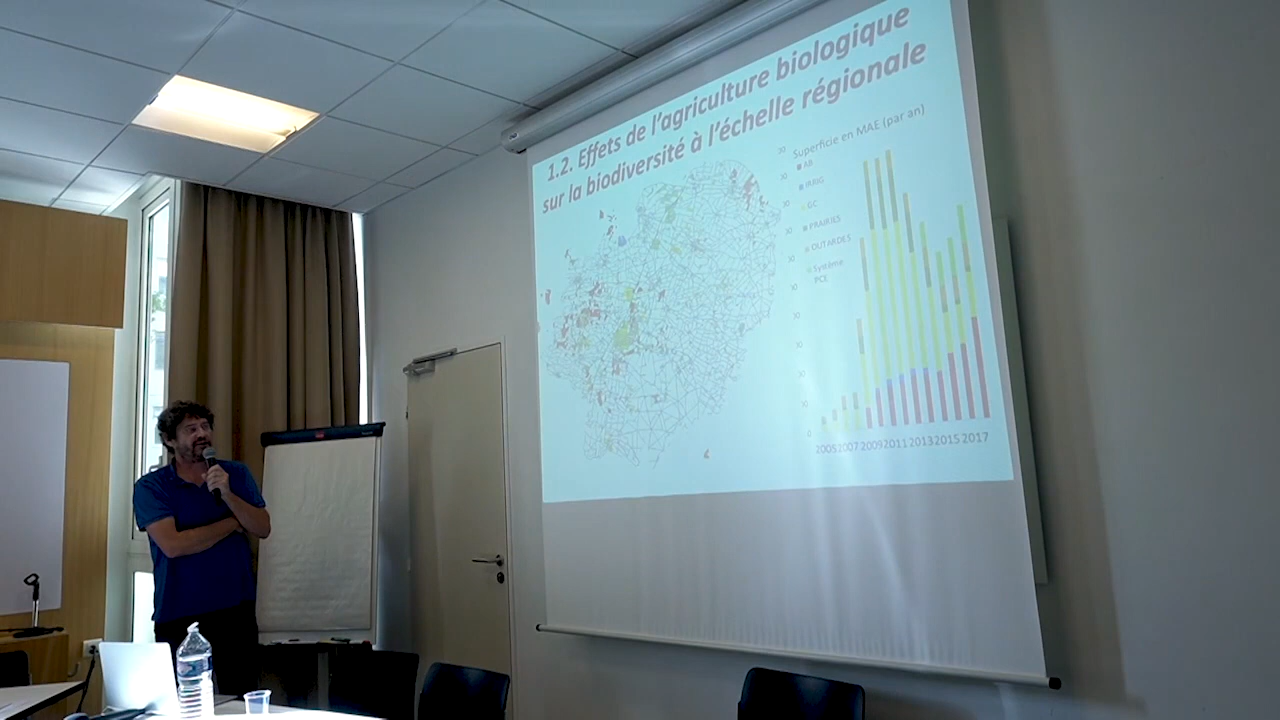 1.2. Effets de l'agriculture biologique
sur la biodiversité à l'échelle régionale
Superficie en MAE (par an)
AB
IRRIG
GC
PRAIRIES
OUTARDES
Système
PCE
2005 2007 2009 2011 2013 2015 2017